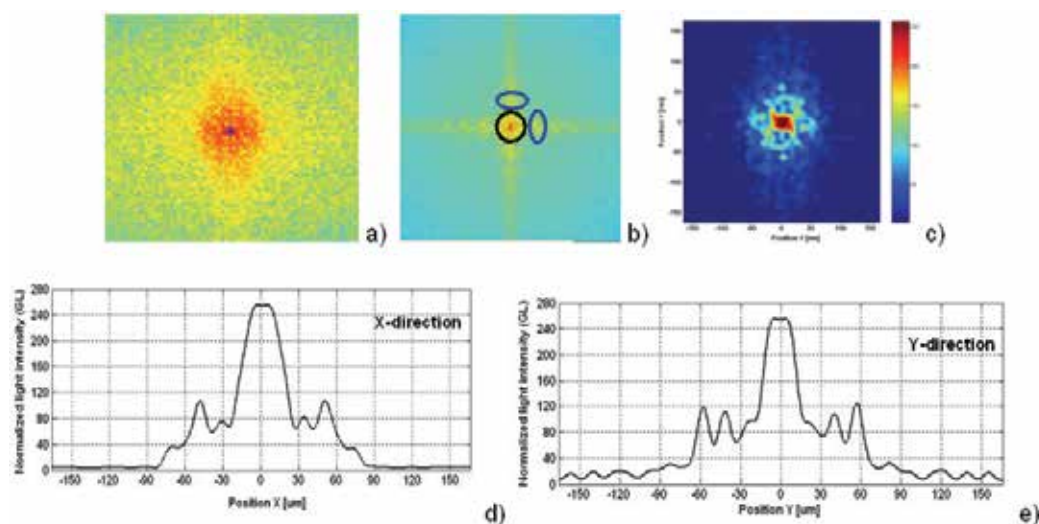 a)
b)
c)
Position X [um]
280
240
200
160
120
80
40
0
-150 -120 -90 -60 -30 0 30 60 90 120 150
Normalized light intensity (GL)
X-direction
Position X [um]
d)
280
240
200
160
120
80
40
0
-150 -120 -90 -60 -30 0 30 60 90 120 150
Normalized light intensity (GL)
Y-direction
Position Y [um]
e)